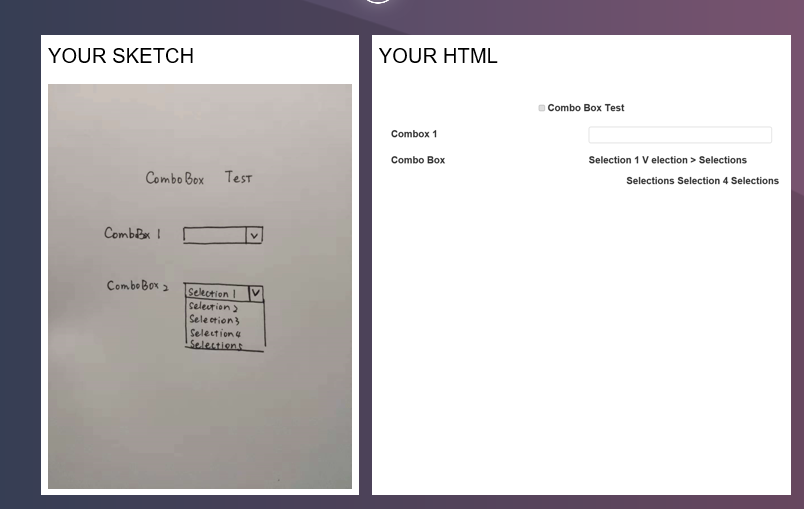 YOUR SKETCH
ComboBox Test
ComboBox 1
V
ComboBox 2
Selection 1 V
Selection 2
Selection 3
Selection 4
Selection 5
YOUR HTML
Combo Box Test
Combox 1
Combo Box
Selection 1 V election > Selections
Selections Selection 4 Selections